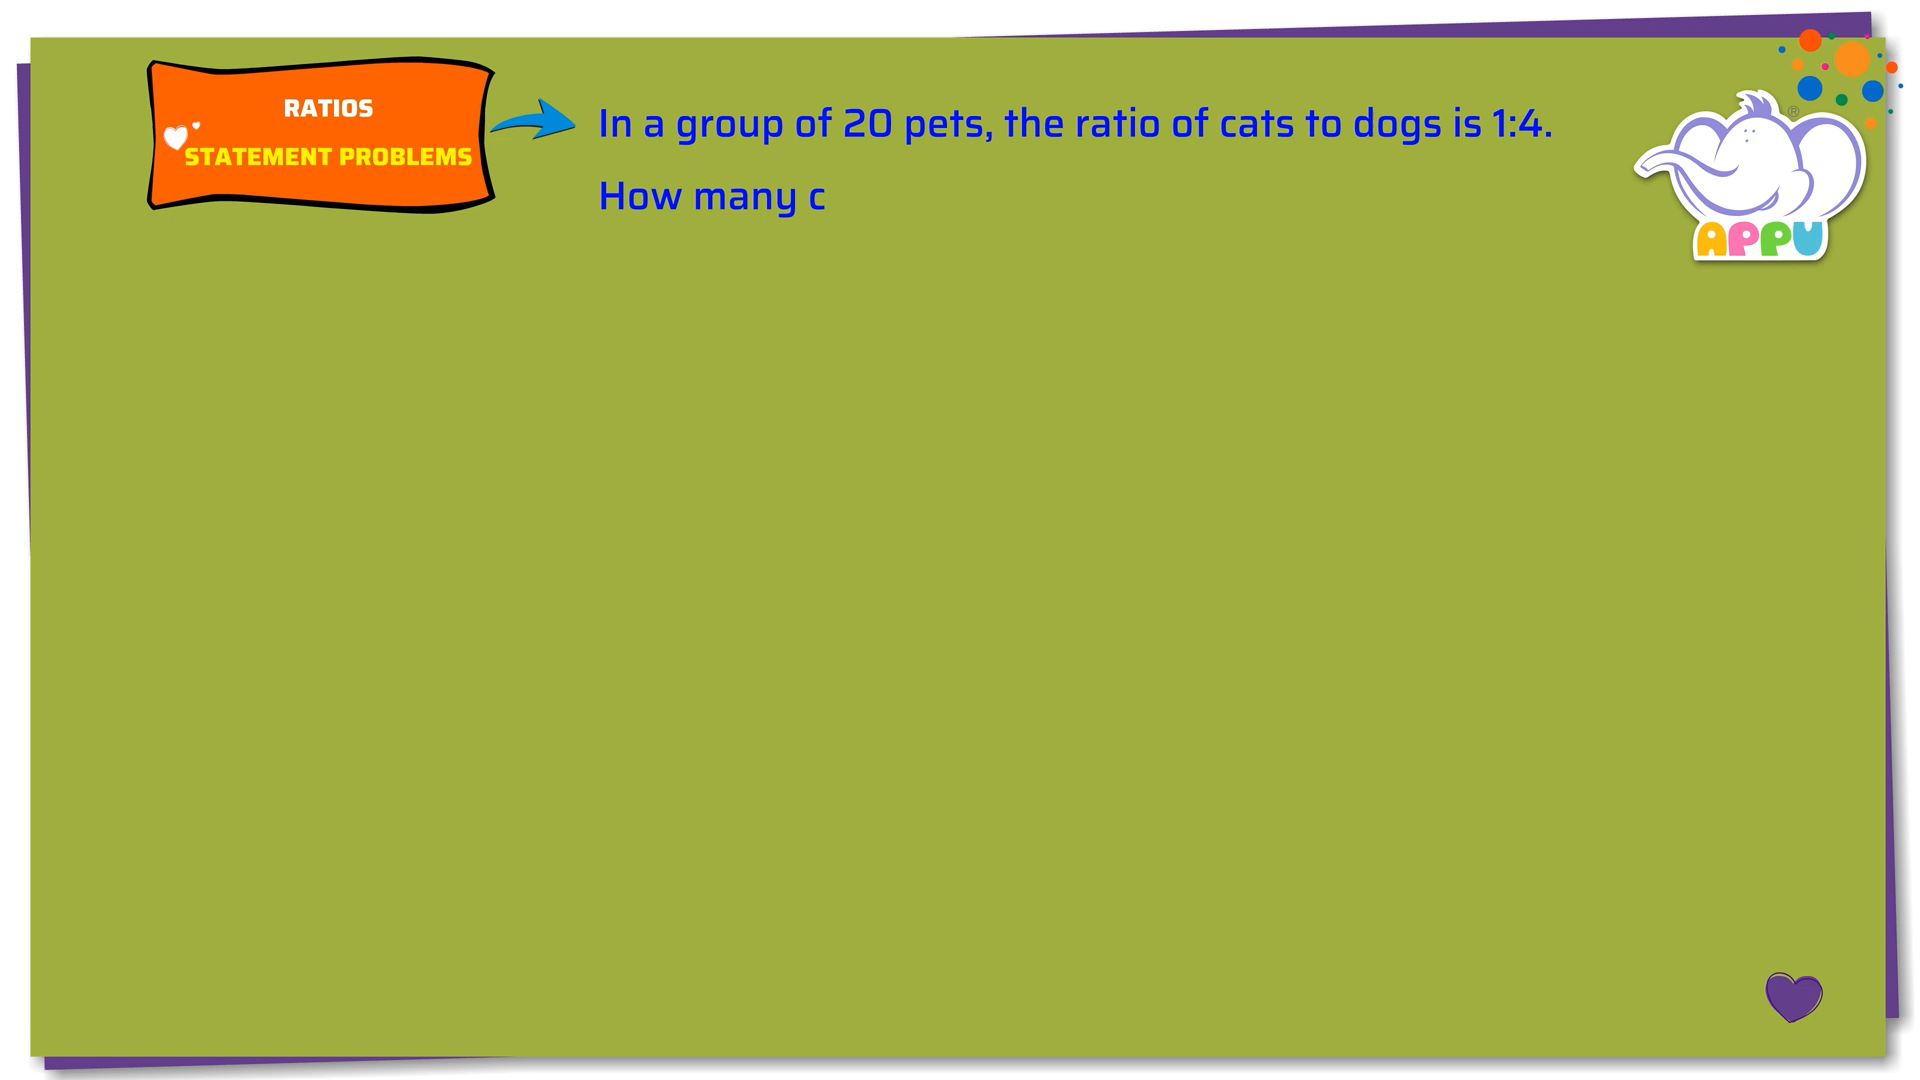 RATIOS
STATEMENT PROBLEMS
In a group of 20 pets, the ratio of cats to dogs is 1:4.
How many c
®
APPU